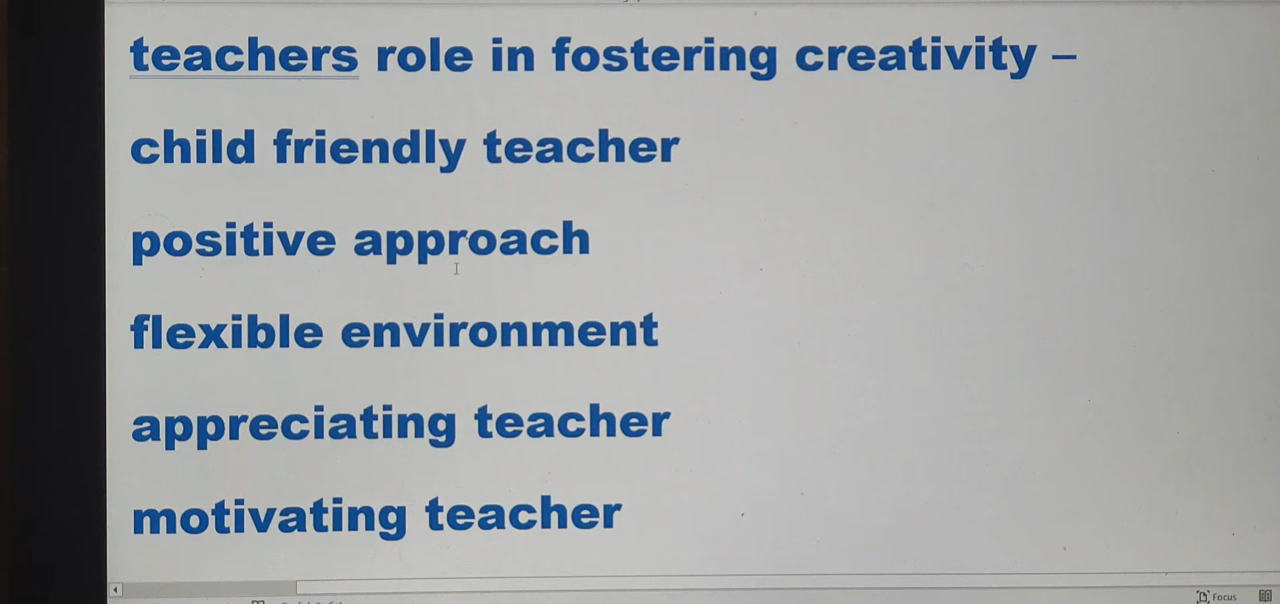 teachers role in fostering creativity –
child friendly teacher
positive approach
flexible environment
appreciating teacher
motivating teacher
Focus